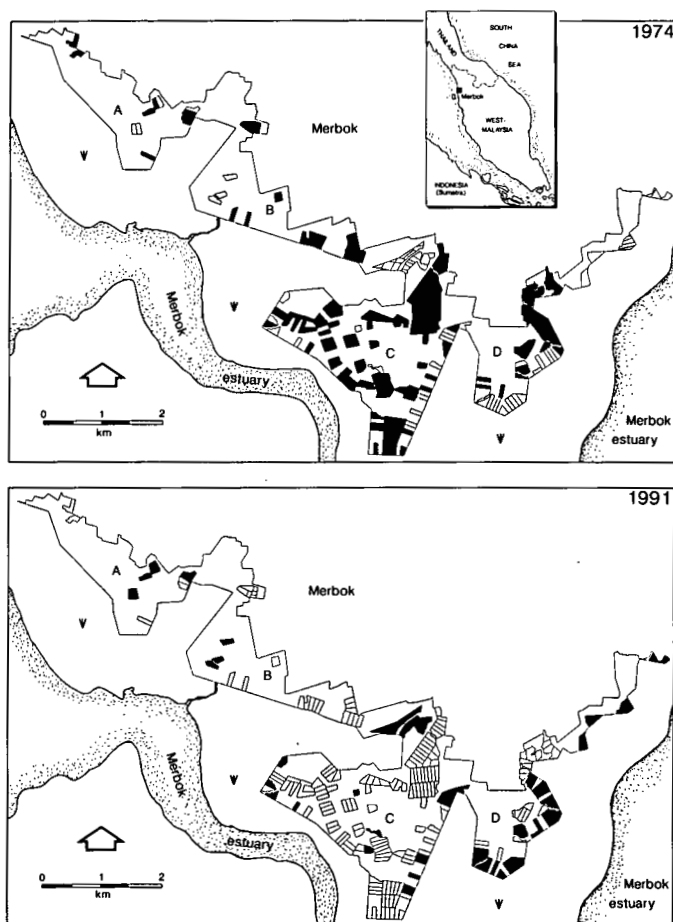 1974
SOUTH
CHINA
SEA
THAILAND
Merbok
WEST-
MALAYSIA
INDONESIA
(Sumatra)
Merbok
A
B
C
D
Merbok
estuary
Merbok
estuary
0 1 2
km
1991
Merbok
A
B
C
D
Merbok
estuary
Merbok
estuary
0 1 2
km